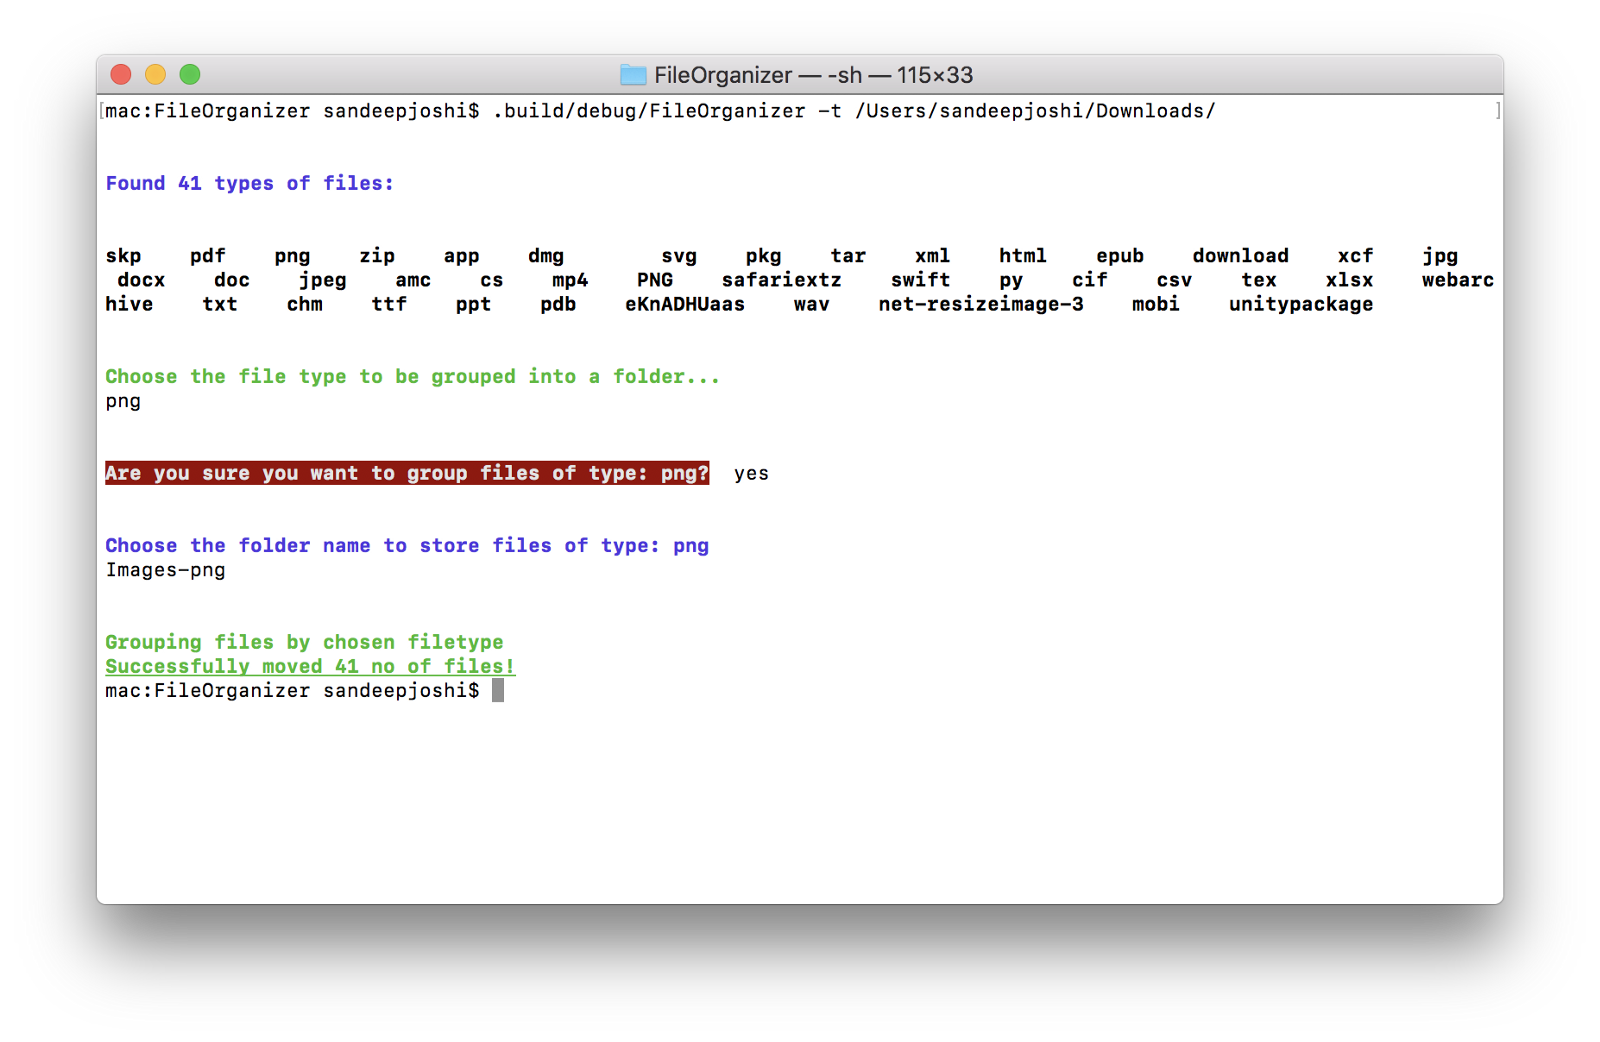 FileOrganizer — -sh — 115×33
[mac:FileOrganizer sandeepjoshi$ .build/debug/FileOrganizer -t /Users/sandeepjoshi/Downloads/ ]
Found 41 types of files:
skp pdf png zip app dmg svg pkg tar xml html epub download xcf jpg
docx doc jpeg amc cs mp4 PNG safariextz swift py cif csv tex xlsx webarc
hive txt chm ttf ppt pdb eKnADHUaas wav net-resizeimage-3 mobi unitypackage
Choose the file type to be grouped into a folder...
png
Are you sure you want to group files of type: png? yes
Choose the folder name to store files of type: png
Images-png
Grouping files by chosen filetype
Successfully moved 41 no of files!
mac:FileOrganizer sandeepjoshi$